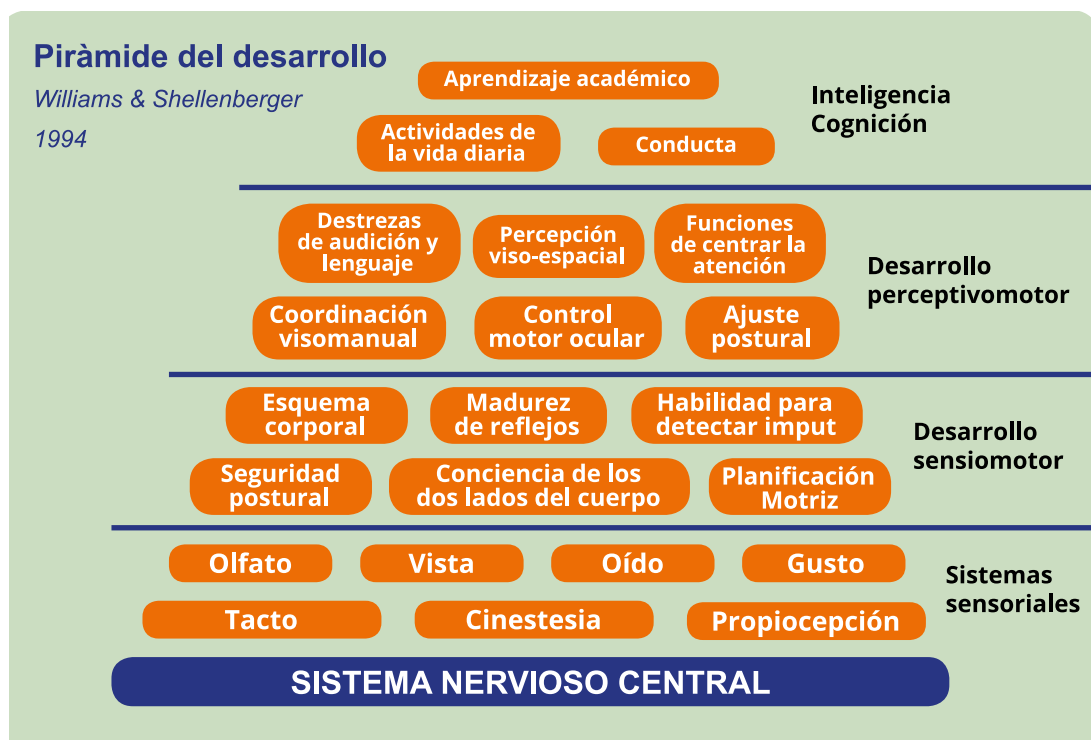 Piràmide del desarrollo
Williams & Shellenberger
1994
Aprendizaje académico
Actividades de
la vida diaria
Conducta
Inteligencia
Cognición
Destrezas
de audición y
lenguaje
Percepción
viso-espacial
Funciones
de centrar la
atención
Coordinación
visomanual
Control
motor ocular
Ajuste
postural
Desarrollo
perceptivomotor
Esquema
corporal
Madurez
de reflejos
Habilidad para
detectar imput
Seguridad
postural
Conciencia de los
dos lados del cuerpo
Planificación
Motriz
Desarrollo
sensiomotor
Olfato
Vista
Oído
Gusto
Tacto
Cinestesia
Propiocepción
Sistemas
sensoriales
SISTEMA NERVIOSO CENTRAL